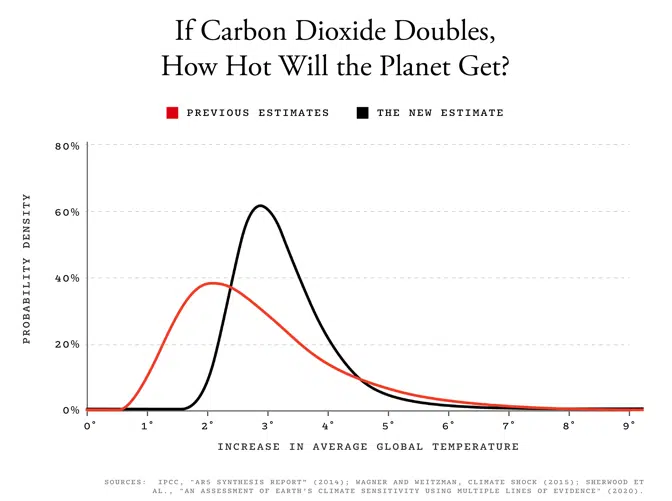 If Carbon Dioxide Doubles,
How Hot Will the Planet Get?
PREVIOUS ESTIMATES THE NEW ESTIMATE
PROBABILITY DENSITY
80%
60%
40%
20%
0%
0° 1° 2° 3° 4° 5° 6° 7° 8° 9°
INCREASE IN AVERAGE GLOBAL TEMPERATURE
SOURCES: IPCC, "AR5 SYNTHESIS REPORT" (2014); WAGNER AND WEITZMAN, CLIMATE SHOCK (2015); SHERWOOD ET
AL., "AN ASSESSMENT OF EARTH'S CLIMATE SENSITIVITY USING MULTIPLE LINES OF EVIDENCE" (2020).